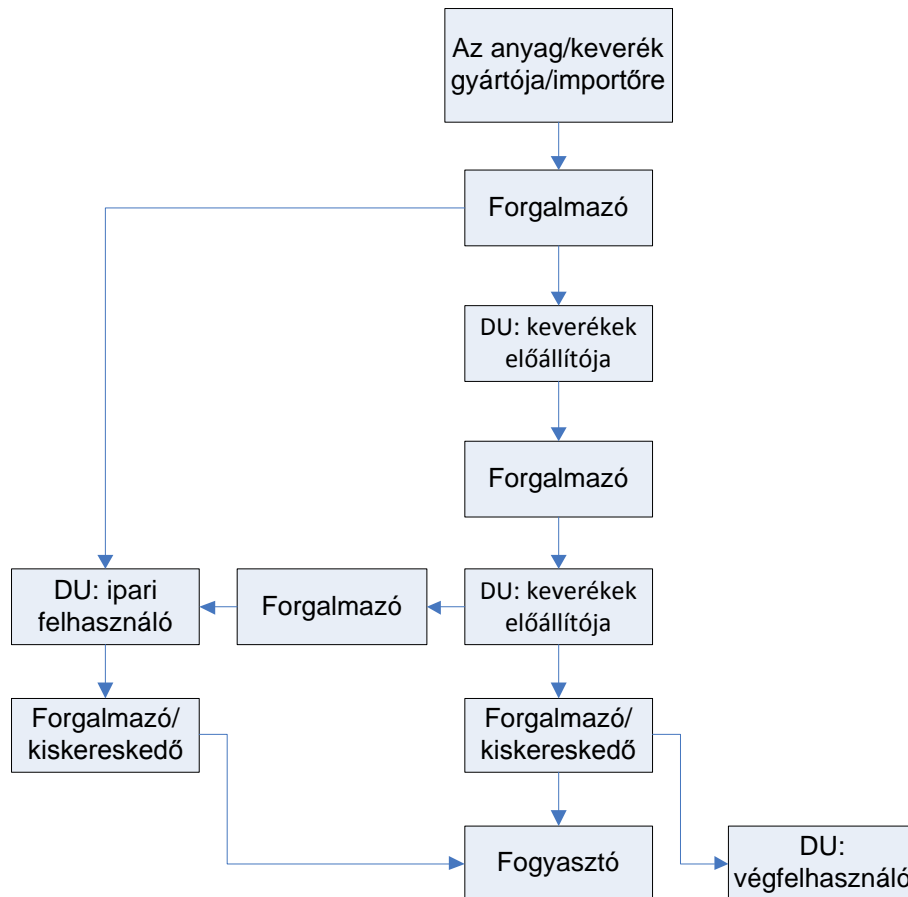 Az anyag/keverék
gyártója/importőre
Forgalmazó
DU: keverékek
előállítója
Forgalmazó
DU: ipari
felhasználó
Forgalmazó
DU: keverékek
előállítója
Forgalmazó/
kiskereskedő
Forgalmazó/
kiskereskedő
Fogyasztó
DU:
végfelhasználó